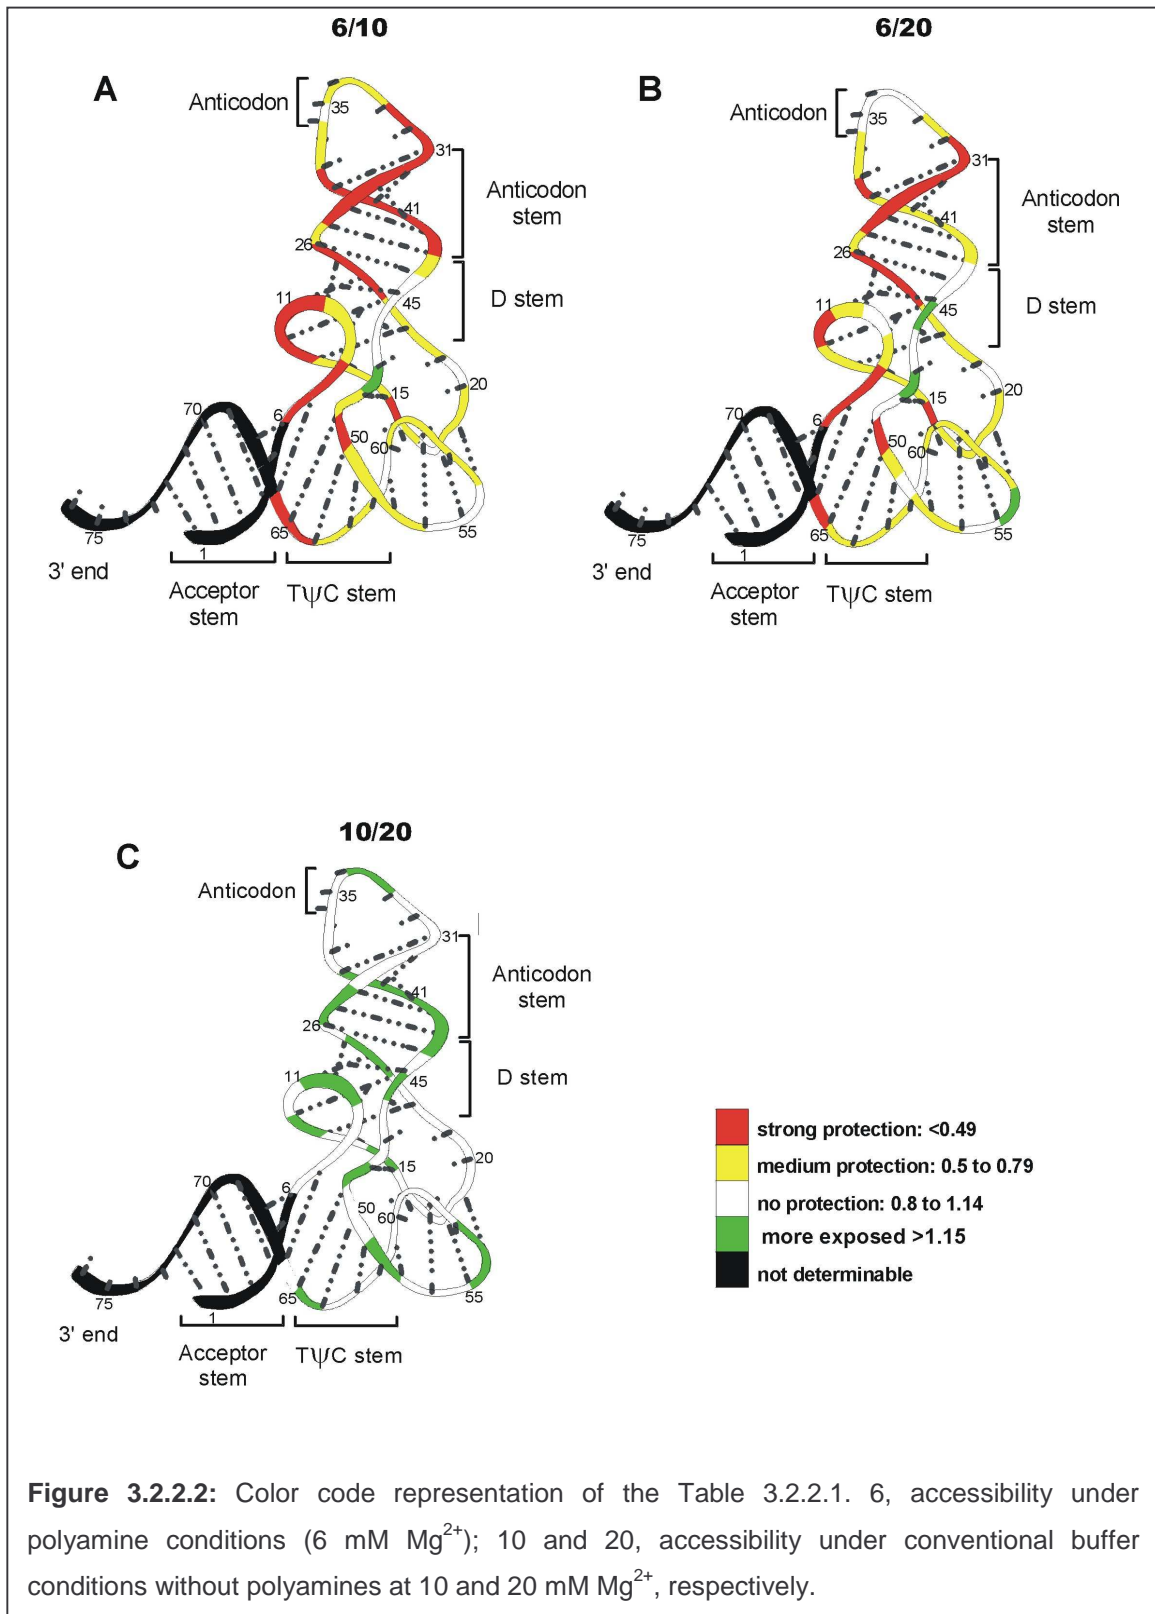 6/10
A
Anticodon
35
31
Anticodon
stem
41
26
D stem
11
45
20
15
70
6
50
60
65
55
75
1
3' end
Acceptor
stem
TψC stem
6/20
B
Anticodon
35
31
Anticodon
stem
41
26
D stem
11
45
20
15
70
6
50
60
65
55
75
1
3' end
Acceptor
stem
TψC stem
10/20
C
Anticodon
35
31
Anticodon
stem
41
26
D stem
11
45
20
15
70
6
50
60
65
55
75
1
3' end
Acceptor
stem
TψC stem
strong protection: <0.49
medium protection: 0.5 to 0.79
no protection: 0.8 to 1.14
more exposed >1.15
not determinable
Figure 3.2.2.2: Color code representation of the Table 3.2.2.1. 6, accessibility under
polyamine conditions (6 mM Mg²⁺); 10 and 20, accessibility under conventional buffer
conditions without polyamines at 10 and 20 mM Mg²⁺, respectively.